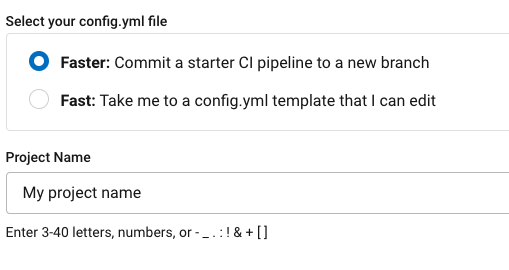 Select your config.yml file
Faster: Commit a starter CI pipeline to a new branch
Fast: Take me to a config.yml template that I can edit
Project Name
My project name
Enter 3-40 letters, numbers, or - _ . : ! & + [ ]